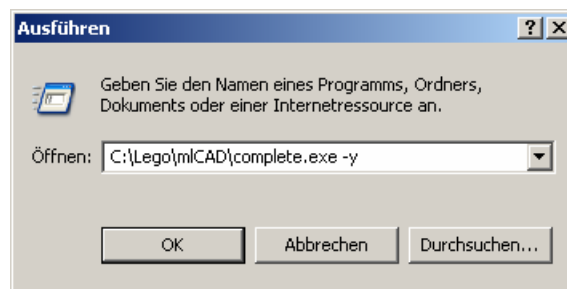 Ausführen
Geben Sie den Namen eines Programms, Ordners,
Dokuments oder einer Internetressource an.
Öffnen: C:\Lego\mlCAD\complete.exe -y
OK Abbrechen Durchsuchen...